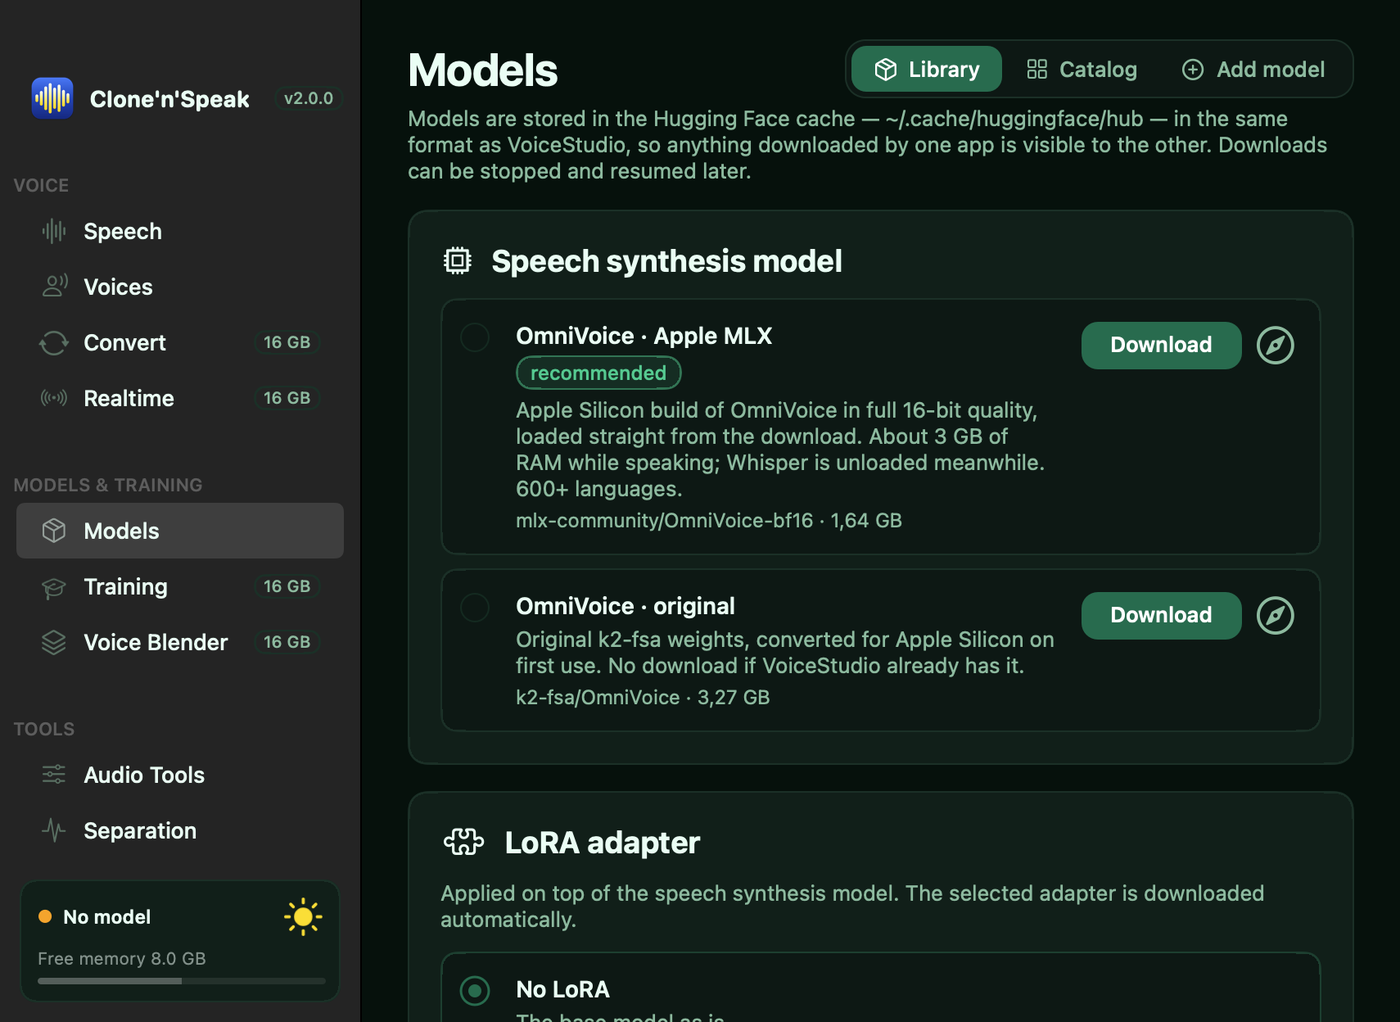 Clone'n'Speak
v2.0.0
VOICE
Speech
Voices
Convert
16 GB
Realtime
16 GB
MODELS & TRAINING
Models
Training
16 GB
Voice Blender
16 GB
TOOLS
Audio Tools
Separation
No model
Free memory 8.0 GB
Models
Library
Catalog
Add model
Models are stored in the Hugging Face cache — ~/.cache/huggingface/hub — in the same
format as VoiceStudio, so anything downloaded by one app is visible to the other. Downloads
can be stopped and resumed later.
Speech synthesis model
OmniVoice · Apple MLX
recommended
Download
Apple Silicon build of OmniVoice in full 16-bit quality,
loaded straight from the download. About 3 GB of
RAM while speaking; Whisper is unloaded meanwhile.
600+ languages.
mlx-community/OmniVoice-bf16 · 1,64 GB
OmniVoice · original
Download
Original k2-fsa weights, converted for Apple Silicon on
first use. No download if VoiceStudio already has it.
k2-fsa/OmniVoice · 3,27 GB
LoRA adapter
Applied on top of the speech synthesis model. The selected adapter is downloaded
automatically.
No LoRA
The base model as is